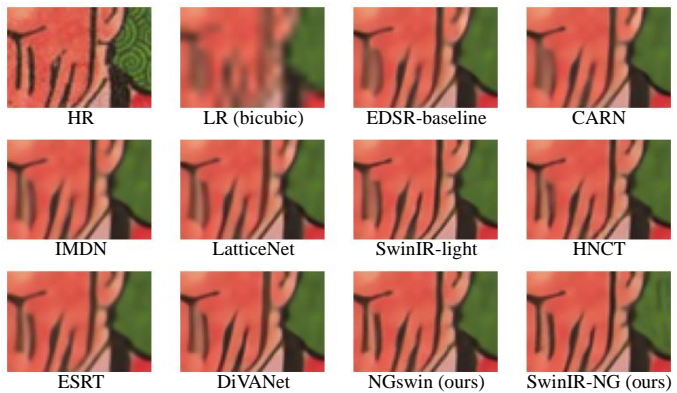 HR LR (bicubic) EDSR-baseline CARN
IMDN LatticeNet SwinIR-light HNCT
ESRT DiVANet NGswin (ours) SwinIR-NG (ours)